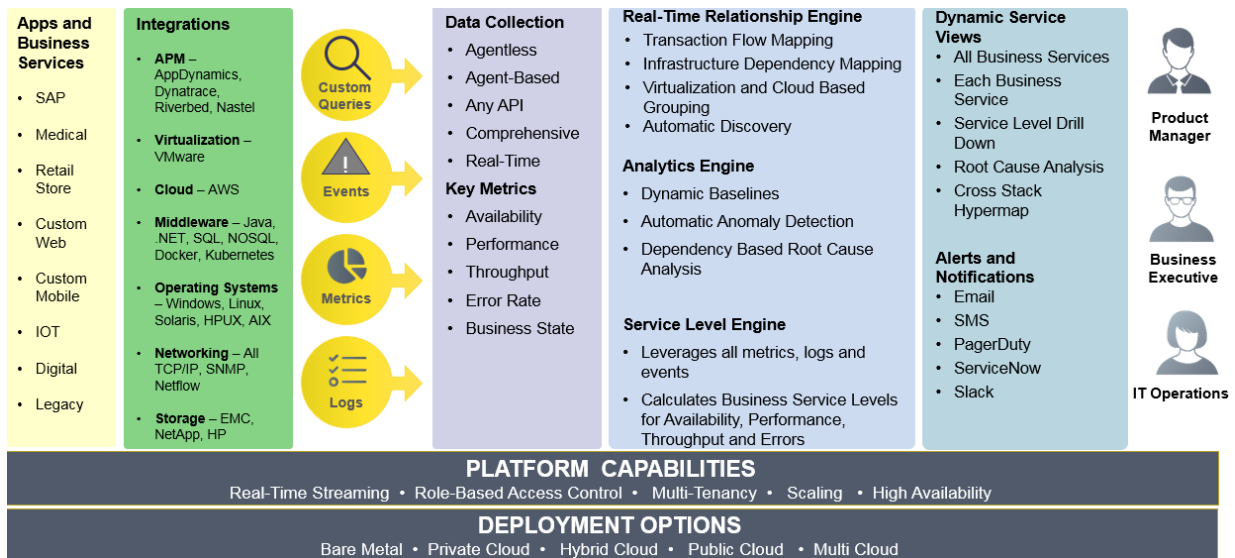 Apps and
Business
Services
• SAP
• Medical
• Retail
Store
• Custom
Web
• Custom
Mobile
• IOT
• Digital
• Legacy
Integrations
• APM –
AppDynamics,
Dynatrace,
Riverbed, Nastel
• Virtualization –
VMware
• Cloud – AWS
• Middleware – Java,
.NET, SQL, NOSQL,
Docker, Kubernetes
• Operating Systems
– Windows, Linux,
Solaris, HPUX, AIX
• Networking – All
TCP/IP, SNMP,
Netflow
• Storage – EMC,
NetApp, HP
Custom
Queries
!
Events
Metrics
Logs
Data Collection
• Agentless
• Agent-Based
• Any API
• Comprehensive
• Real-Time
Key Metrics
• Availability
• Performance
• Throughput
• Error Rate
• Business State
Real-Time Relationship Engine
• Transaction Flow Mapping
• Infrastructure Dependency Mapping
• Virtualization and Cloud Based
Grouping
• Automatic Discovery
Analytics Engine
• Dynamic Baselines
• Automatic Anomaly Detection
• Dependency Based Root Cause
Analysis
Service Level Engine
• Leverages all metrics, logs and
events
• Calculates Business Service Levels
for Availability, Performance,
Throughput and Errors
Dynamic Service
Views
• All Business Services
• Each Business
Service
• Service Level Drill
Down
• Root Cause Analysis
• Cross Stack
Hypermap
Alerts and
Notifications
• Email
• SMS
• PagerDuty
• ServiceNow
• Slack
Product
Manager
Business
Executive
IT Operations
PLATFORM CAPABILITIES
Real-Time Streaming • Role-Based Access Control • Multi-Tenancy • Scaling • High Availability
DEPLOYMENT OPTIONS
Bare Metal • Private Cloud • Hybrid Cloud • Public Cloud • Multi Cloud